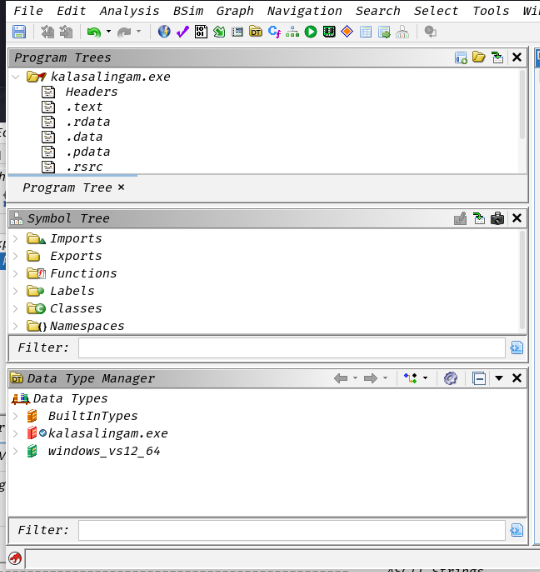 File Edit Analysis BSim Graph Navigation Search Select Tools
Program Trees
kalasalingam.exe
Headers
.text
.rdata
.data
.pdata
.rsrc
Program Tree ×
Symbol Tree
Imports
Exports
Functions
Labels
Classes
Namespaces
Filter:
Data Type Manager
Data Types
BuiltInTypes
kalasalingam.exe
windows_vs12_64
Filter: